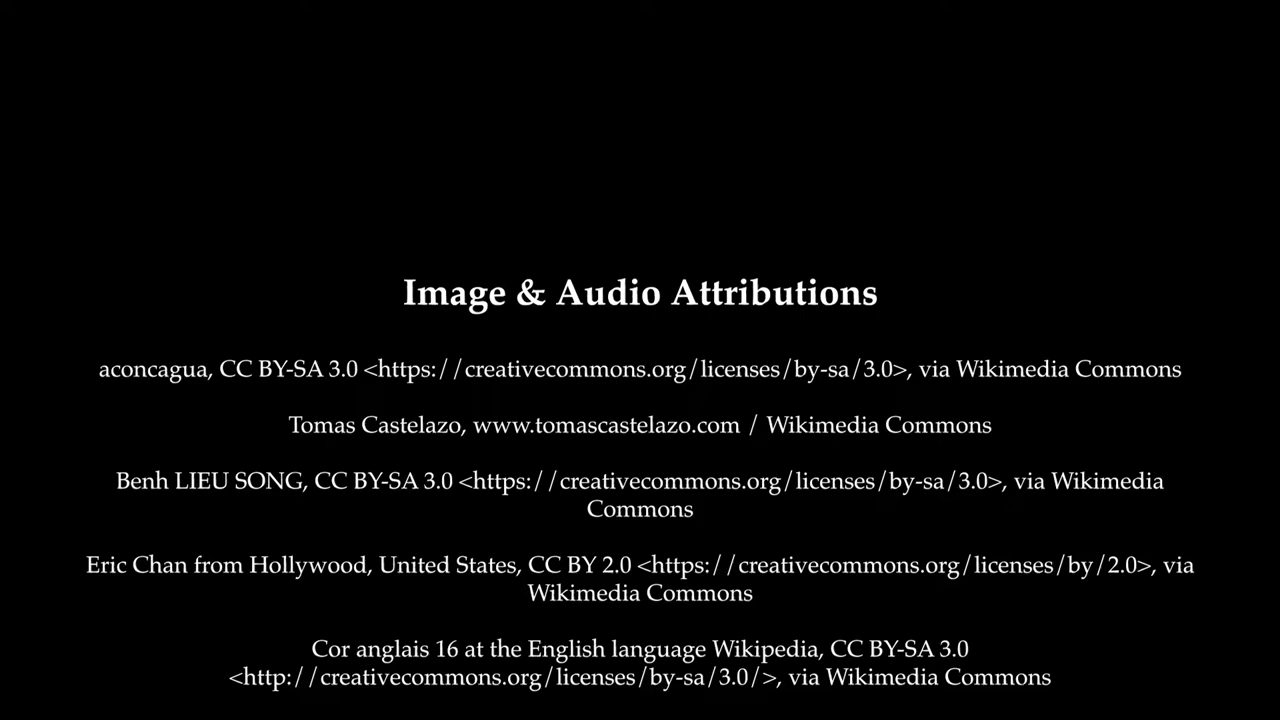 Image & Audio Attributions
aconcagua, CC BY-SA 3.0 <https://creativecommons.org/licenses/by-sa/3.0>, via Wikimedia Commons
Tomas Castelazo, www.tomascastelazo.com / Wikimedia Commons
Benh LIEU SONG, CC BY-SA 3.0 <https://creativecommons.org/licenses/by-sa/3.0>, via Wikimedia
Commons
Eric Chan from Hollywood, United States, CC BY 2.0 <https://creativecommons.org/licenses/by/2.0>, via
Wikimedia Commons
Cor anglais 16 at the English language Wikipedia, CC BY-SA 3.0
<http://creativecommons.org/licenses/by-sa/3.0/>, via Wikimedia Commons